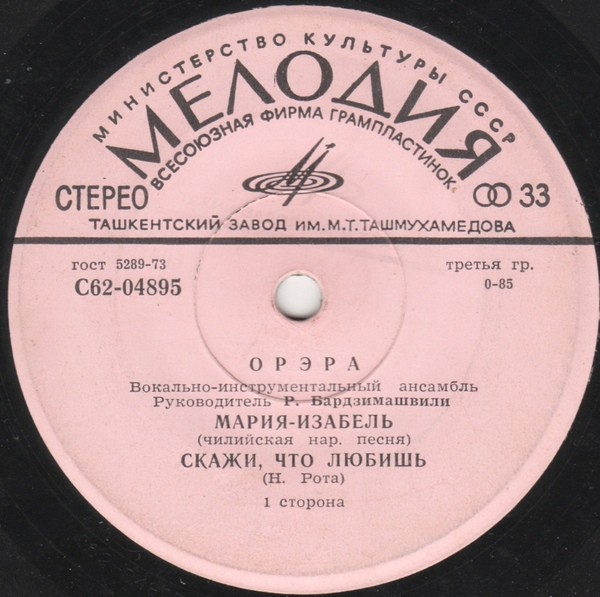 МИНИСТЕРСТВО КУЛЬТУРЫ СССР
МЕЛОДИЯ
ВСЕСОЮЗНАЯ ФИРМА ГРАМПЛАСТИНОК
СТЕРЕО
33
ТАШКЕНТСКИЙ ЗАВОД ИМ. М.Т. ТАШМУХАМЕДОВА
гост 5289-73
третья гр.
С62-04895
0-85
ОРЭРА
Вокально-инструментальный ансамбль
Руководитель Р. Бардзимашвили
МАРИЯ-ИЗАБЕЛЬ
(чилийская нар. песня)
СКАЖИ, ЧТО ЛЮБИШЬ
(Н. Рота)
1 сторона